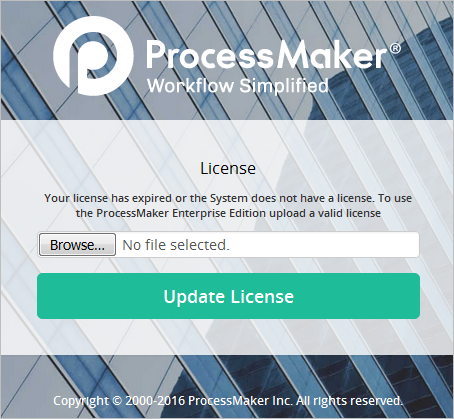 ProcessMaker®
Workflow Simplified
License
Your license has expired or the System does not have a license. To use
the ProcessMaker Enterprise Edition upload a valid license
Browse... No file selected.
Update License
Copyright © 2000-2016 ProcessMaker Inc. All rights reserved.